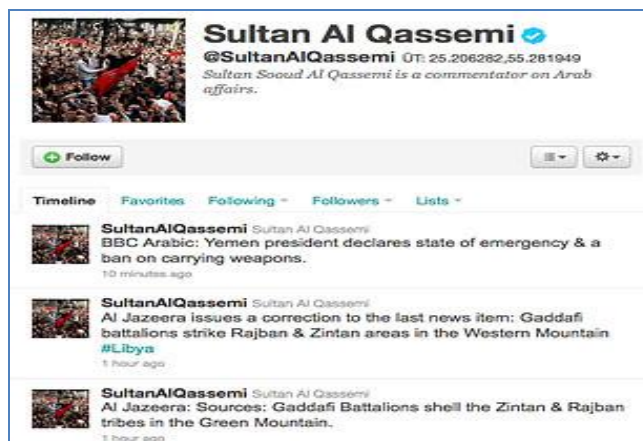 Sultan Al Qassemi
@SultanAlQassemi ÜT: 25.206282,55.281949
Sultan Sooud Al Qassemi is a commentator on Arab
affairs.
Follow
Timeline Favorites Following Followers Lists
SultanAlQassemi Sultan Al Qassemi
BBC Arabic: Yemen president declares state of emergency & a
ban on carrying weapons.
10 minutes ago
SultanAlQassemi Sultan Al Qassemi
Al Jazeera issues a correction to the last news item: Gaddafi
battalions strike Rajban & Zintan areas in the Western Mountain
#Libya
1 hour ago
SultanAlQassemi Sultan Al Qassemi
Al Jazeera: Sources: Gaddafi Battalions shell the Zintan & Rajban
tribes in the Green Mountain.
1 hour ago